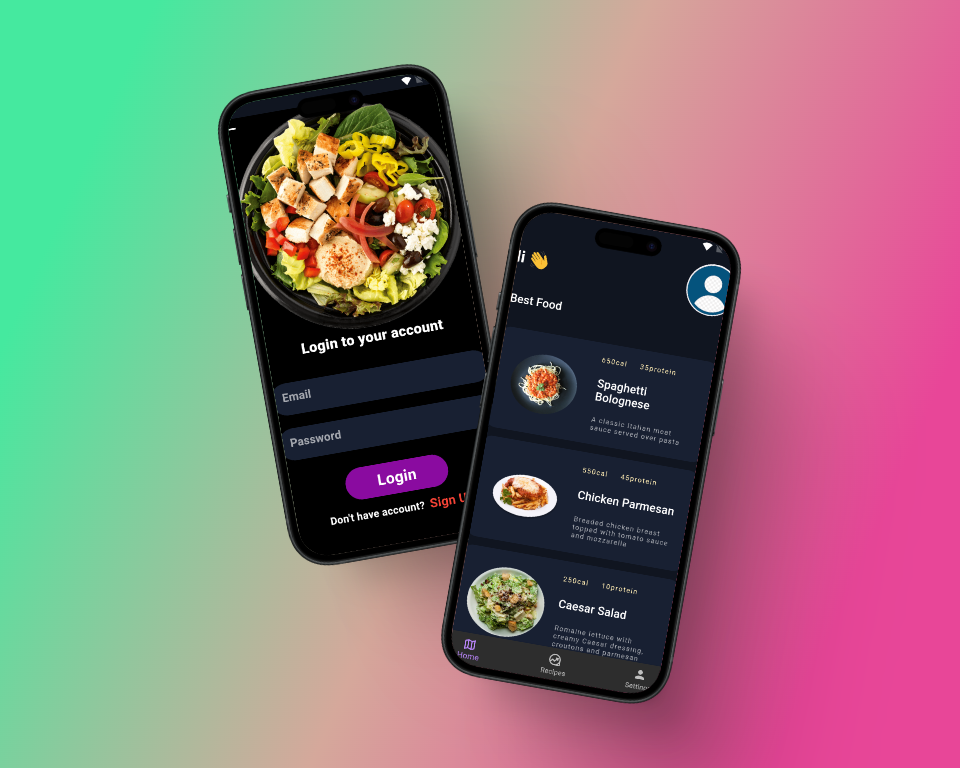 Login to your account
Email
Password
Login
Don't have account? Sign U
li 👋
Best Food
650cal 35protein
Spaghetti
Bolognese
A classic Italian meat
sauce served over pasta
550cal 45protein
Chicken Parmesan
Breaded chicken breast
topped with tomato sauce
and mozzarella
250cal 10protein
Caesar Salad
Romaine lettuce with
creamy Caesar dressing,
croutons and parmesan
Home
Recipes
Settings